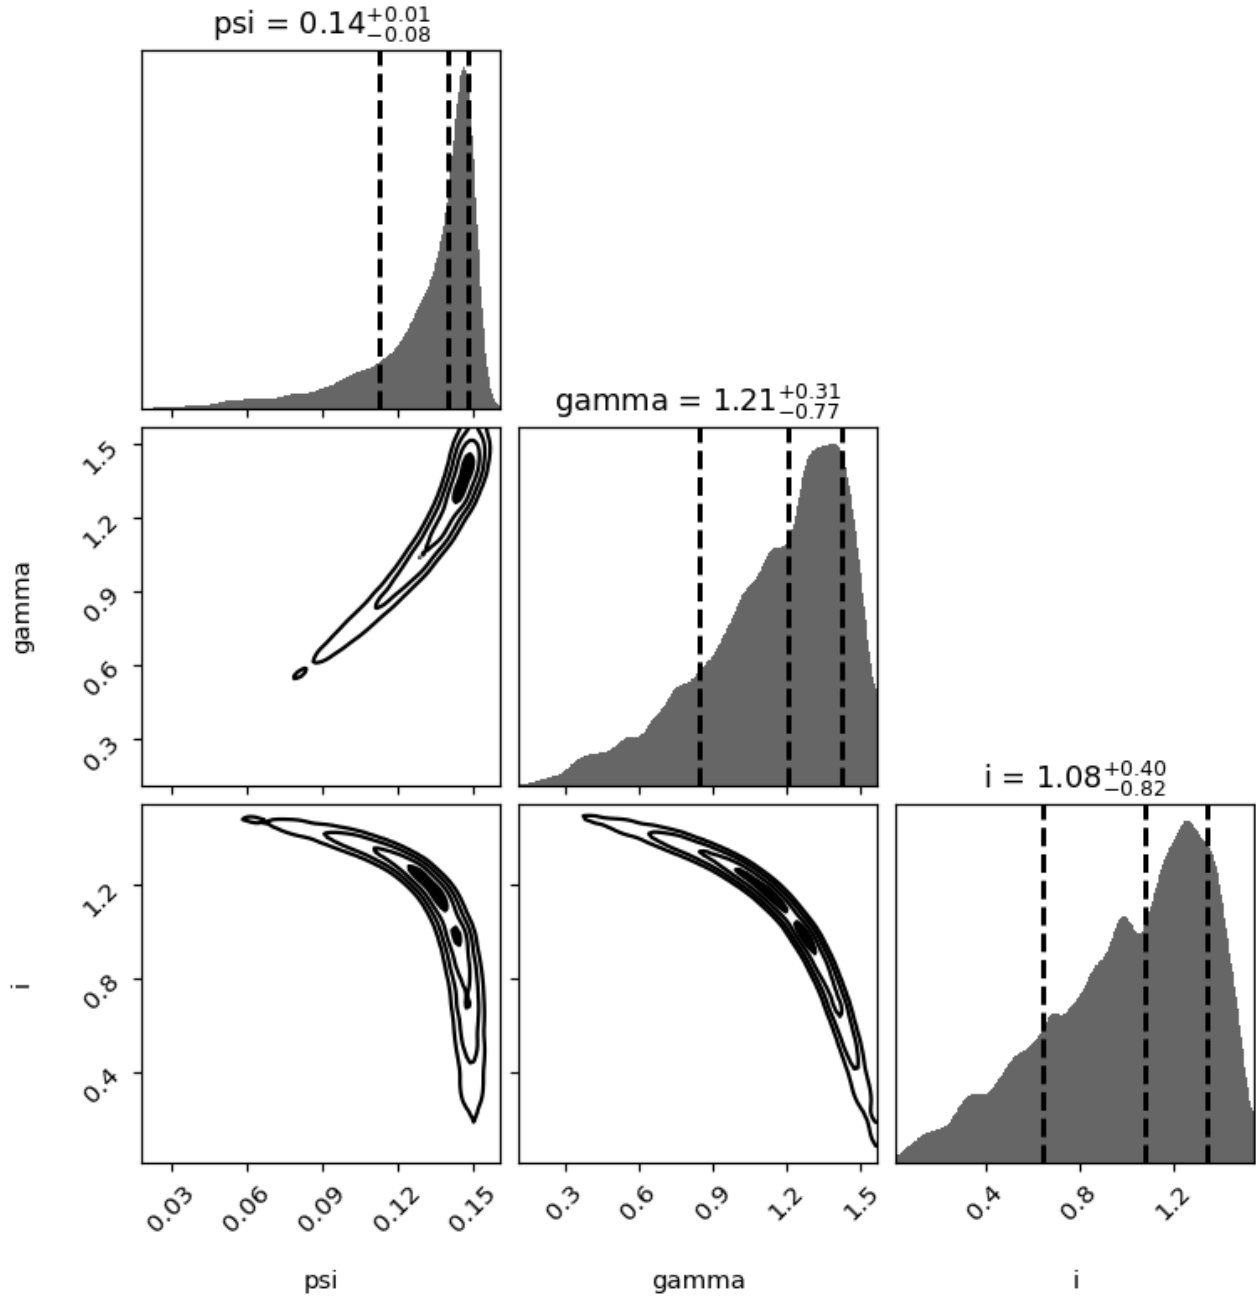 psi = 0.14+0.01−0.08
gamma = 1.21+0.31−0.77
i = 1.08+0.40−0.82
gamma
1.5
1.2
0.9
0.6
0.3
i
1.2
0.8
0.4
0.03 0.06 0.09 0.12 0.15
0.3 0.6 0.9 1.2 1.5
0.4 0.8 1.2
psi gamma i